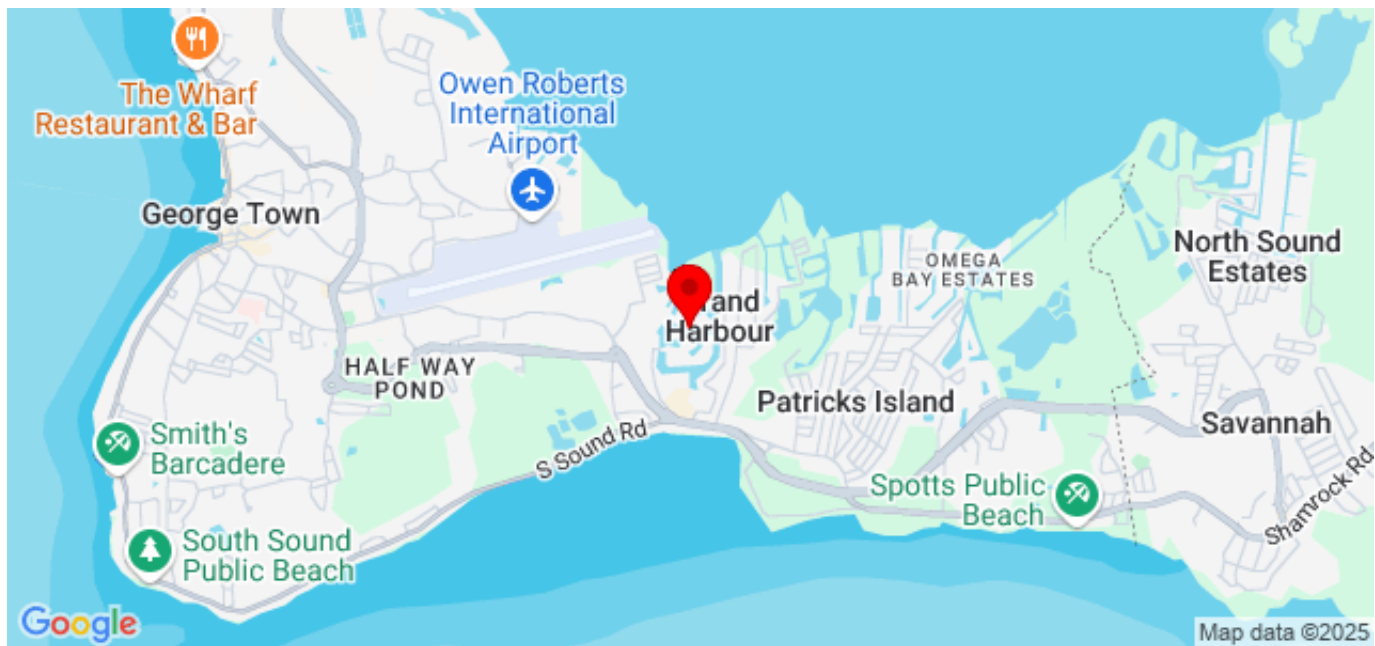 The Wharf
Restaurant & Bar
Owen Roberts
International
Airport
George Town
North Sound
Estates
OMEGA
BAY ESTATES
rand
Harbour
HALF WAY
POND
Patricks Island
Savannah
Smith's
Barcadere
S Sound Rd
Spotts Public
Beach
Shamrock Rd
South Sound
Public Beach
Google
Map data ©2025